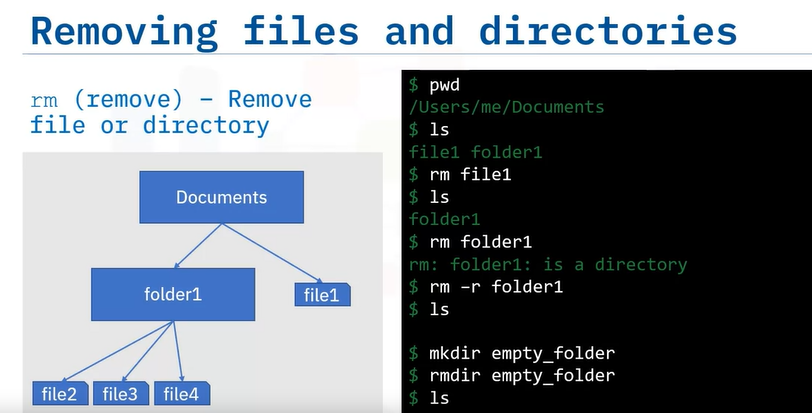 Removing files and directories
rm (remove) – Remove
file or directory
Documents
folder1
file1
file2
file3
file4
$ pwd
/Users/me/Documents
$ ls
file1 folder1
$ rm file1
$ ls
folder1
$ rm folder1
rm: folder1: is a directory
$ rm –r folder1
$ ls
$ mkdir empty_folder
$ rmdir empty_folder
$ ls